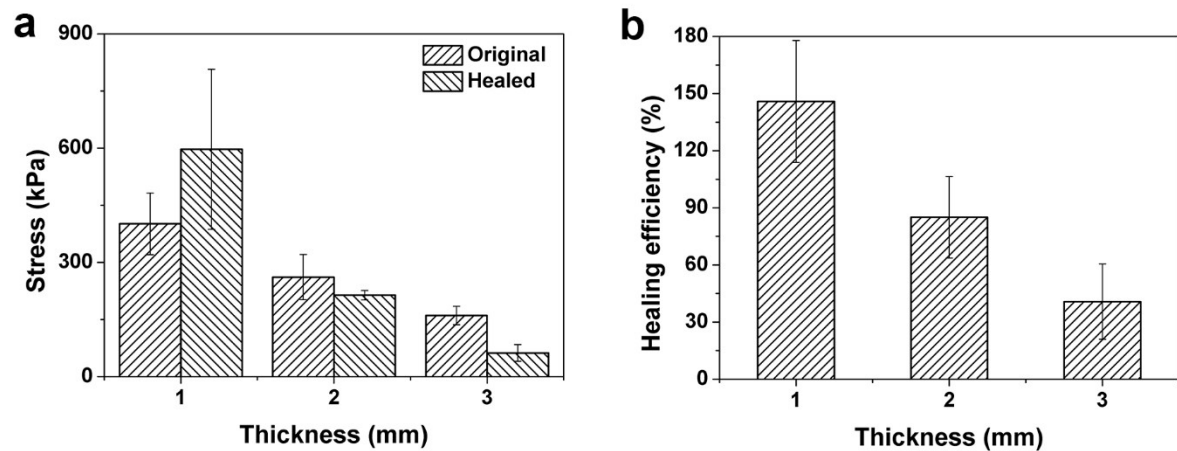 a
900
600
300
0
Stress (kPa)
Original
Healed
1 2 3
Thickness (mm)
b
180
150
120
90
60
30
0
Healing efficiency (%)
1 2 3
Thickness (mm)